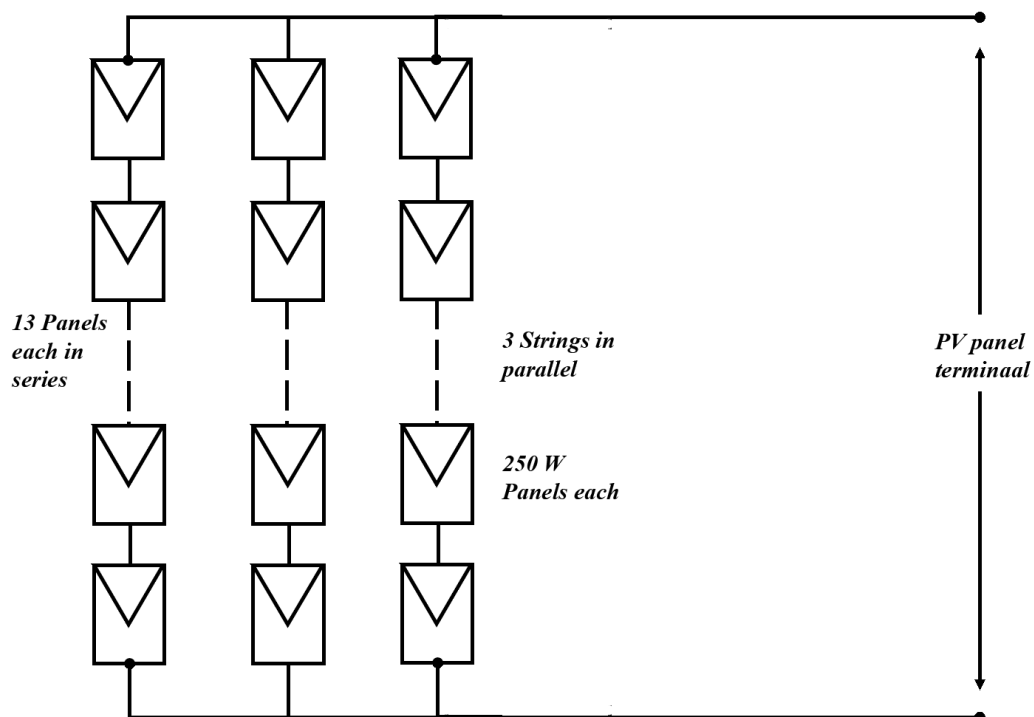 13 Panels
each in
series
3 Strings in
parallel
250 W
Panels each
PV panel
terminaal